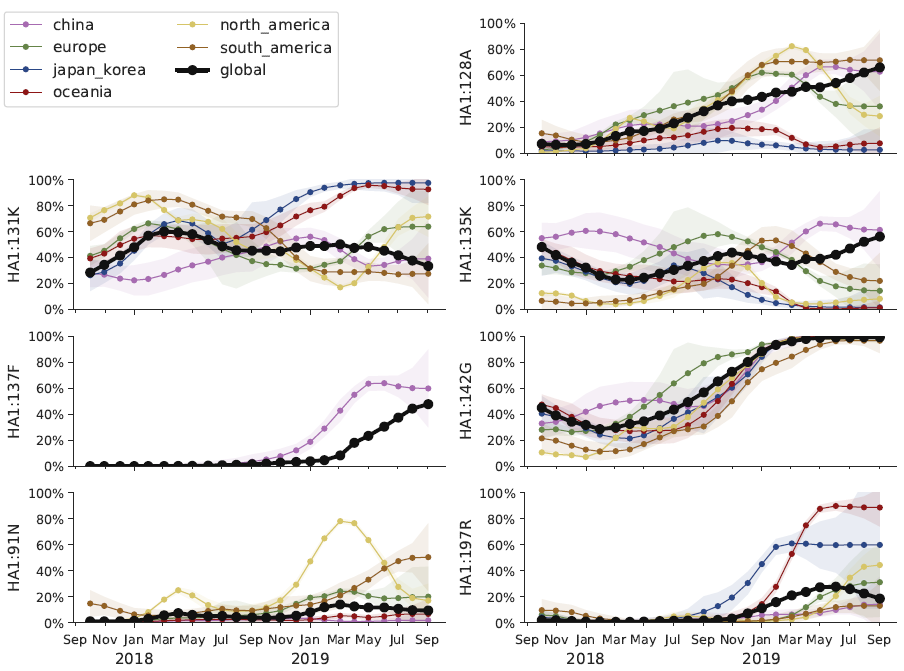 china
europe
japan_korea
oceania
north_america
south_america
global
HA1:128A
100%
80%
60%
40%
20%
0%
HA1:131K
100%
80%
60%
40%
20%
0%
HA1:135K
100%
80%
60%
40%
20%
0%
HA1:137F
100%
80%
60%
40%
20%
0%
HA1:142G
100%
80%
60%
40%
20%
0%
HA1:91N
100%
80%
60%
40%
20%
0%
Sep Nov Jan Mar May Jul Sep Nov Jan Mar May Jul Sep
2018 2019
HA1:197R
100%
80%
60%
40%
20%
0%
Sep Nov Jan Mar May Jul Sep Nov Jan Mar May Jul Sep
2018 2019